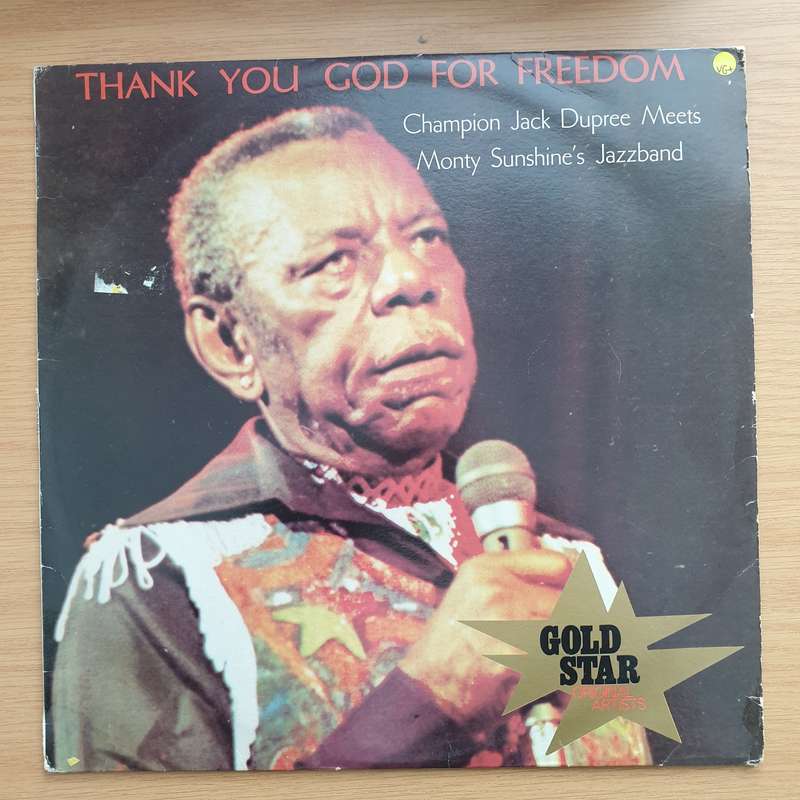 THANK YOU GOD FOR FREEDOM
VG+
Champion Jack Dupree Meets
Monty Sunshine's Jazzband
GOLD
STAR
ORIGINAL
ARTISTS